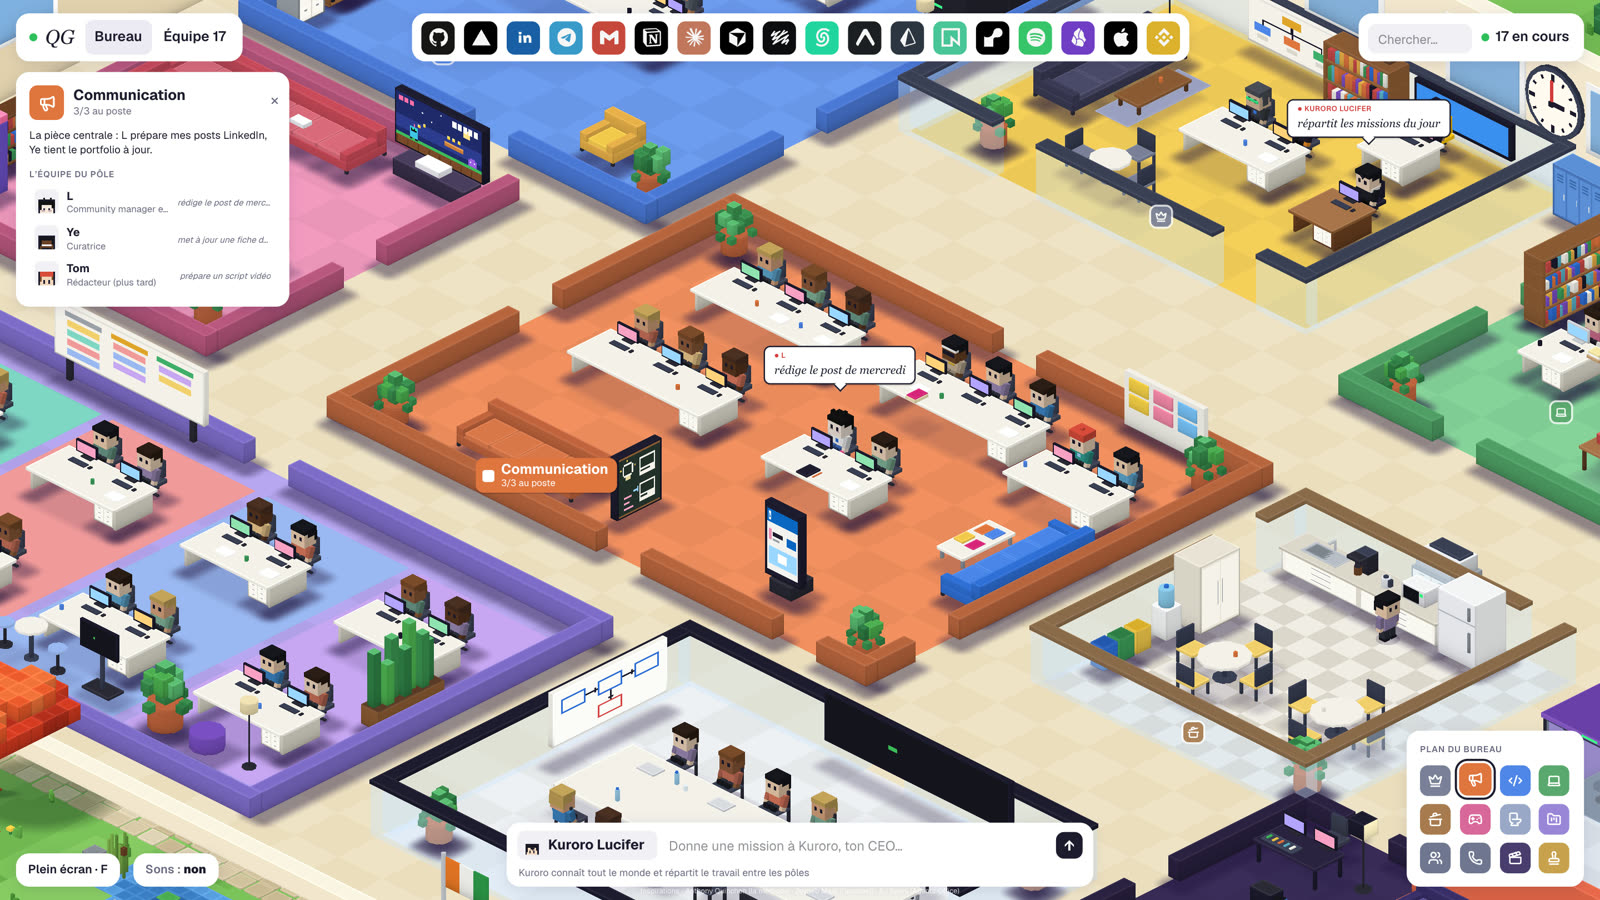 QG
Bureau
Équipe 17
in
Chercher...
17 en cours
Communication
3/3 au poste
La pièce centrale : L prépare mes posts LinkedIn,
Ye tient le portfolio à jour.
L'ÉQUIPE DU PÔLE
L
Community manager e...
rédige le post de merc...
Ye
Curatrice
met à jour une fiche d...
Tom
Rédacteur (plus tard)
prépare un script vidéo
KURORO LUCIFER
répartit les missions du jour
L
rédige le post de mercredi
Communication
3/3 au poste
PLAN DU BUREAU
Kuroro Lucifer
Donne une mission à Kuroro, ton CEO...
Kuroro connaît tout le monde et répartit le travail entre les pôles
Plein écran · F
Sons : non